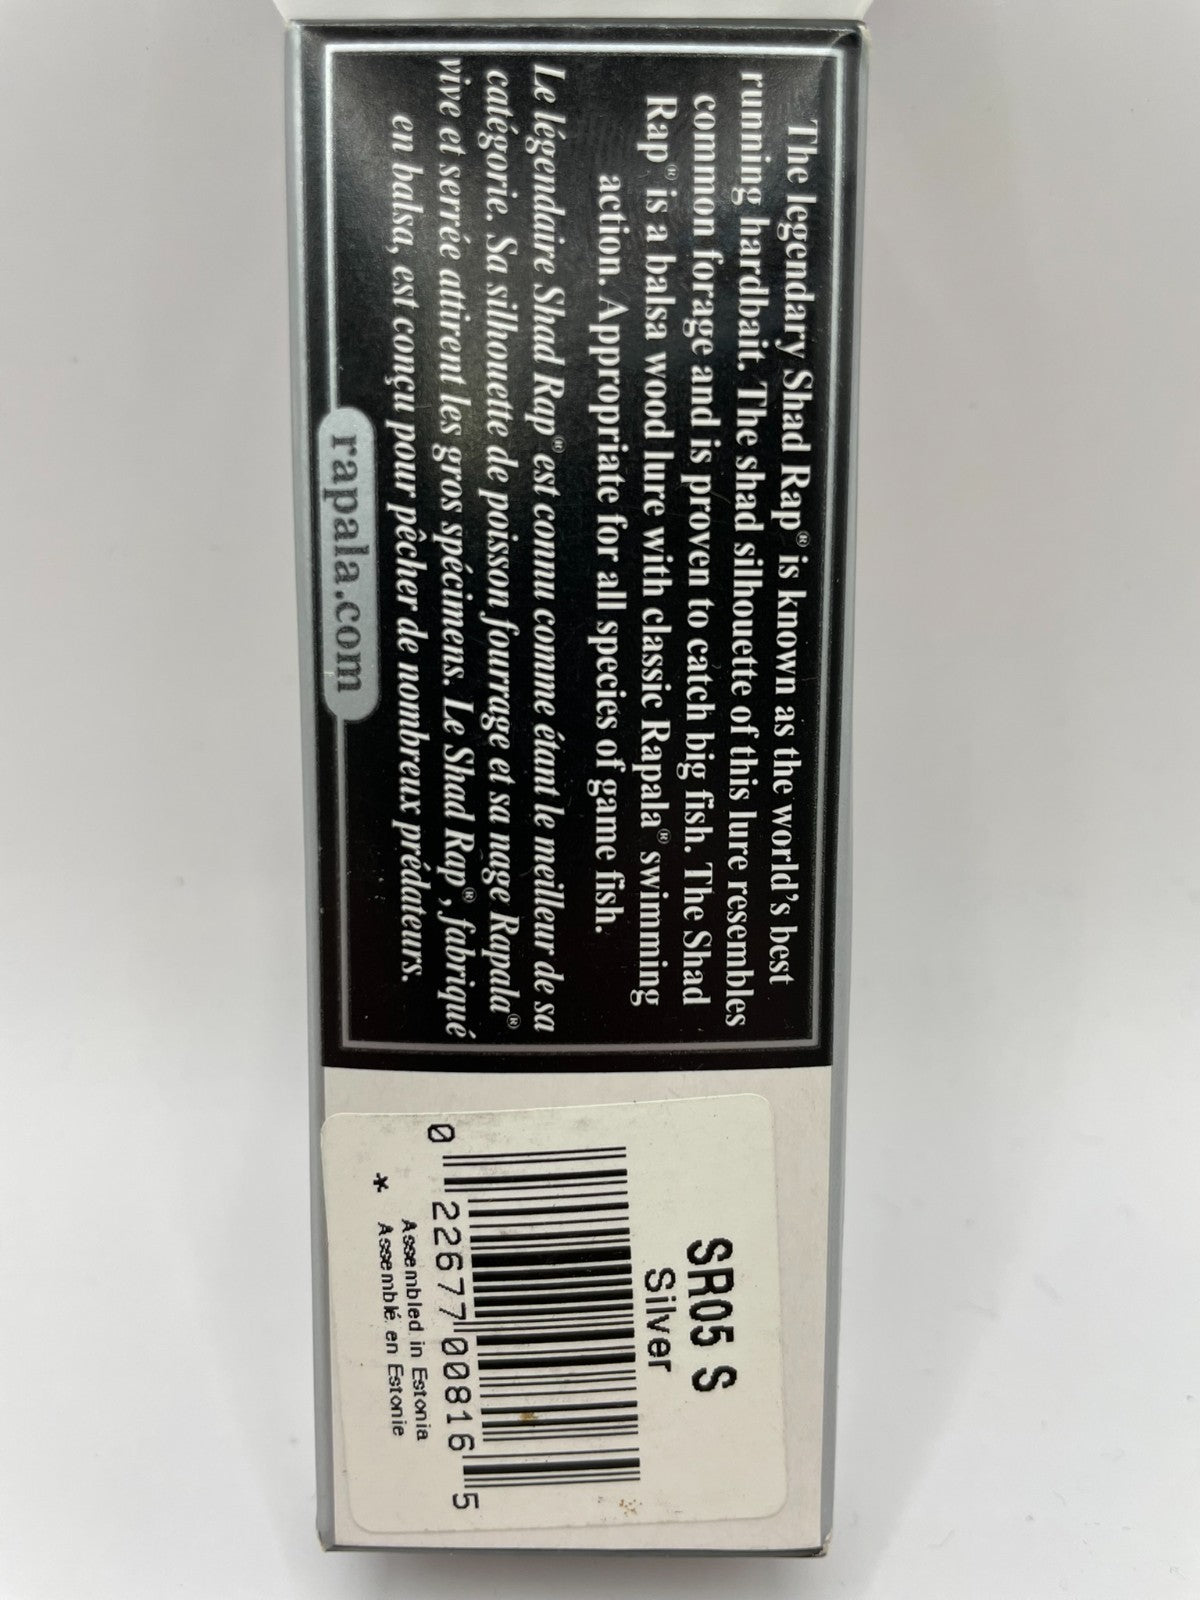 The legendary Shad Rap® is known as the world's best
running hardbait. The shad silhouette of this lure resembles
common forage and is proven to catch big fish. The Shad
Rap® is a balsa wood lure with classic Rapala® swimming
action. Appropriate for all species of game fish.
Le légendaire Shad Rap® est connu comme étant le meilleur de sa
catégorie. Sa silhouette de poisson fourrage et sa nage Rapala®
vive et serrée attirent les gros spécimens. Le Shad Rap®, fabriqué
en balsa, est conçu pour pêcher de nombreux prédateurs.
rapala.com
SR05 S
Silver
0 22677 00816 5
Assembled in Estonia
* Assemblé en Estonie